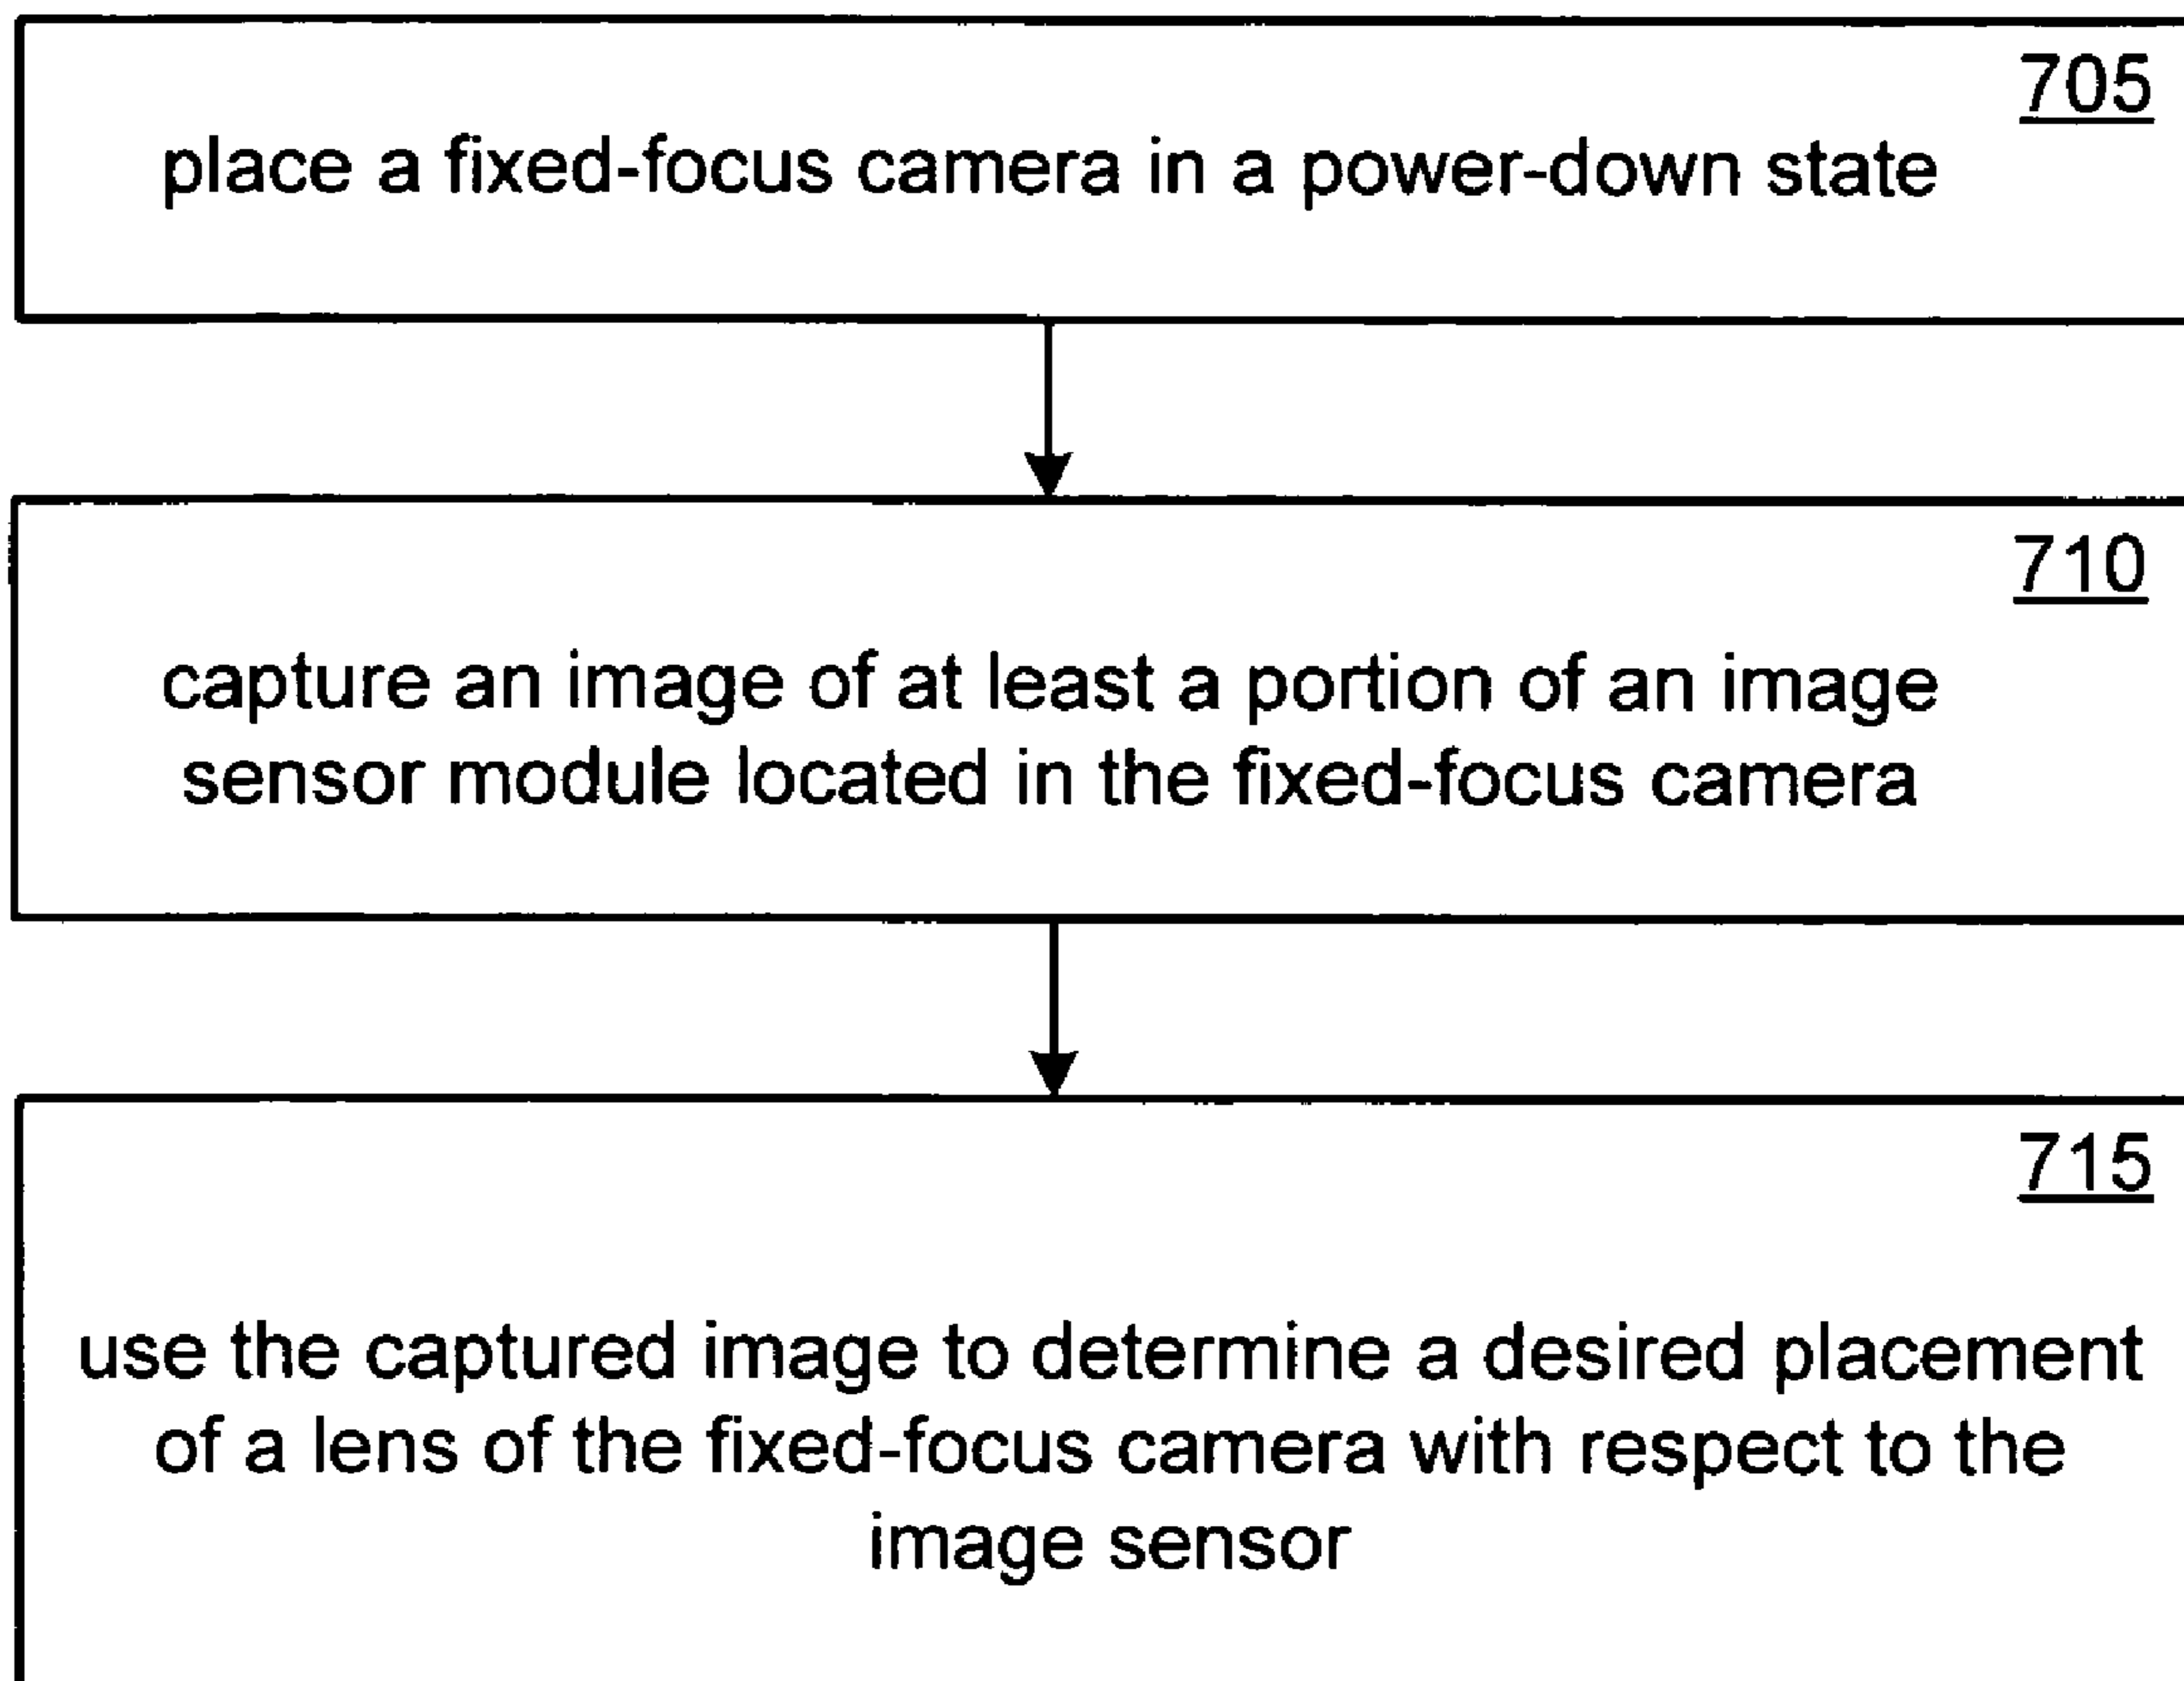 705
place a fixed-focus camera in a power-down state
710
capture an image of at least a portion of an image
sensor module located in the fixed-focus camera
715
use the captured image to determine a desired placement
of a lens of the fixed-focus camera with respect to the
image sensor